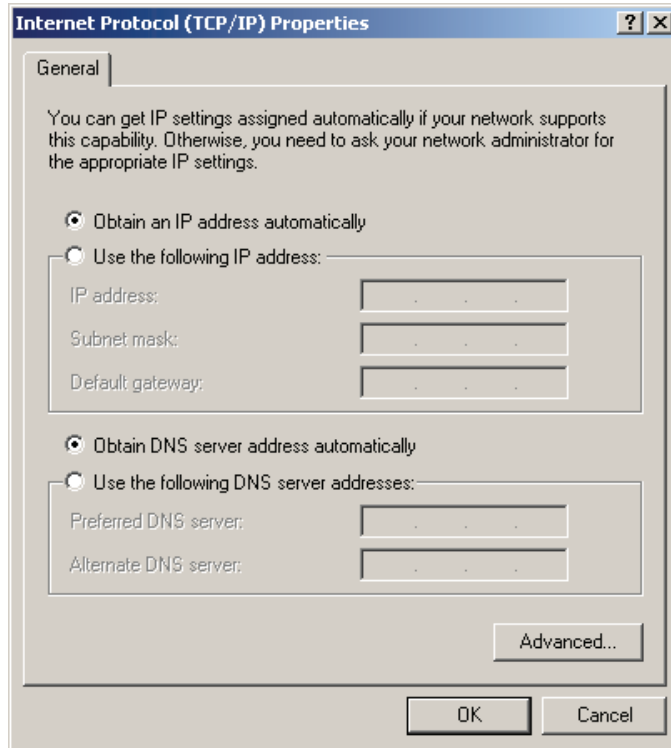 Internet Protocol (TCP/IP) Properties
General
You can get IP settings assigned automatically if your network supports
this capability. Otherwise, you need to ask your network administrator for
the appropriate IP settings.
Obtain an IP address automatically
Use the following IP address:
IP address:
Subnet mask:
Default gateway:
Obtain DNS server address automatically
Use the following DNS server addresses:
Preferred DNS server:
Alternate DNS server:
Advanced...
OK Cancel